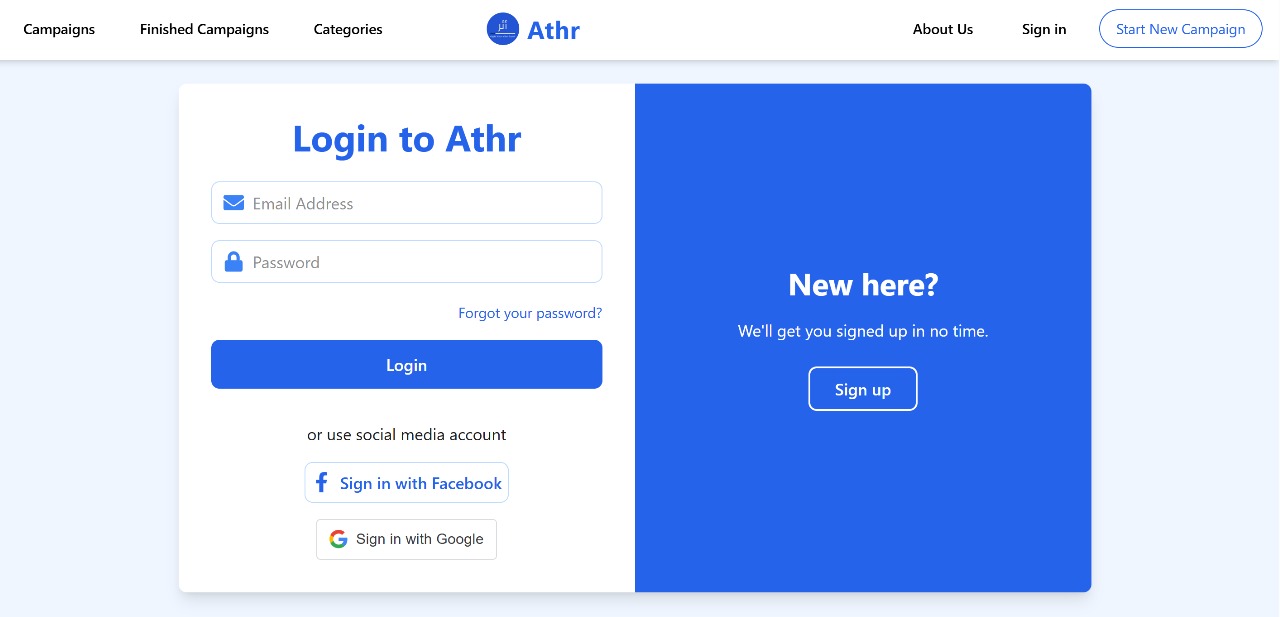 Campaigns
Finished Campaigns
Categories
Athr
About Us
Sign in
Start New Campaign
Login to Athr
Email Address
Password
Forgot your password?
Login
or use social media account
Sign in with Facebook
Sign in with Google
New here?
We'll get you signed up in no time.
Sign up